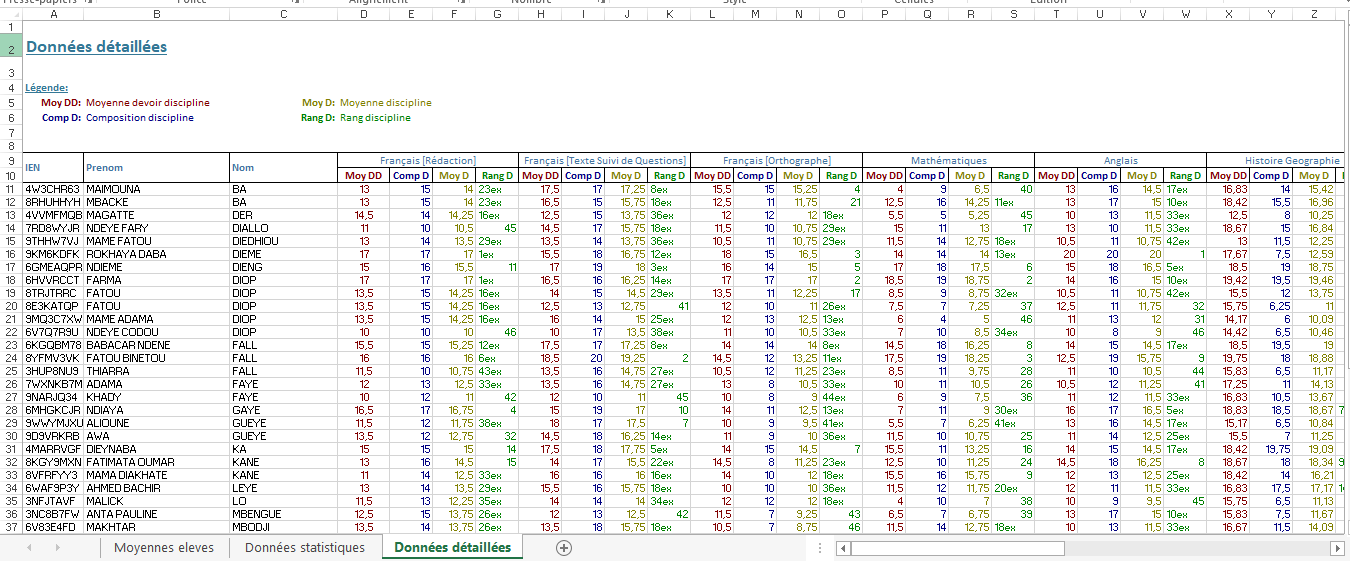 A B C D E F G H I J K L M N O P Q R S T U V W X Y Z
1
2 Données détaillées
3
4 Légende:
5 Moy DD: Moyenne devoir discipline Moy D: Moyenne discipline
6 Comp D: Composition discipline Rang D: Rang discipline
7
8
9 IEN Prenom Nom Français [Rédaction] Français [Texte Suivi de Questions] Français [Orthographe] Mathématiques Anglais Histoire Geographie
10 Moy DD Comp D Moy D Rang D Moy DD Comp D Moy D Rang D Moy DD Comp D Moy D Rang D Moy DD Comp D Moy D Rang D Moy DD Comp D Moy D Rang D Moy DD Comp D Moy D
11 4W3CHR63 MAIMOUNA BA 13 15 14 23ex 17,5 17 17,25 8ex 15,5 15 15,25 4 4 9 6,5 40 13 16 14,5 17ex 16,83 14 15,42
12 8RHUHHYH MBACKE BA 13 15 14 23ex 16,5 15 15,75 18ex 12,5 11 11,75 21 12,5 16 14,25 11ex 13 17 15 10ex 18,42 15,5 16,96
13 4VVMFMQB MAGATTE DER 14,5 14 14,25 16ex 12,5 15 13,75 36ex 12 12 12 18ex 5,5 5 5,25 45 10 13 11,5 33ex 12,5 8 10,25
14 7RD8WYJR NDEYE FARY DIALLO 11 10 10,5 45 14,5 17 15,75 18ex 11,5 10 10,75 29ex 15 11 13 17 10 13 11,5 33ex 18,67 15 16,84
15 9THHW7VJ MAME FATOU DIEDHIOU 13 14 13,5 29ex 13,5 14 13,75 36ex 10,5 11 10,75 29ex 11,5 14 12,75 18ex 10,5 11 10,75 42ex 13 11,5 12,25
16 9KM6KDFK ROKHAYA DABA DIEME 17 17 17 1ex 15,5 18 16,75 12ex 18 15 16,5 3 14 14 14 13ex 20 20 20 1 17,67 7,5 12,59
17 6GMEAQPR NDIEME DIENG 15 16 15,5 11 17 19 18 3ex 16 14 15 5 17 18 17,5 6 15 18 16,5 5ex 18,5 19 18,75
18 6HVVRCCT FARMA DIOP 17 17 17 1ex 16,5 16 16,25 14ex 17 17 17 2 18,5 19 18,75 2 14 16 15 10ex 19,42 19,5 19,46
19 8TRJTRRC FATOU DIOP 13,5 15 14,25 16ex 14 15 14,5 29ex 13,5 11 12,25 17 8,5 9 8,75 32ex 10,5 11 10,75 42ex 15,5 12 13,75
20 8E3KATQP FATOU DIOP 13,5 15 14,25 16ex 12,5 13 12,75 41 12 10 11 26ex 7,5 7 7,25 37 12,5 11 11,75 32 15,75 6,25 11
21 9MQ3C7XW MAME ADAMA DIOP 13,5 15 14,25 16ex 16 14 15 25ex 12 13 12,5 13ex 6 4 5 46 11 13 12 31 14,17 6 10,09
22 6V7Q7R9U NDEYE CODOU DIOP 10 10 10 46 10 17 13,5 38ex 11 10 10,5 33ex 7 10 8,5 34ex 10 8 9 46 14,42 6,5 10,46
23 6KGQBM78 BABACAR NDENE FALL 15,5 15 15,25 12ex 17,5 17 17,25 8ex 14 14 14 8ex 14,5 18 16,25 8 14 15 14,5 17ex 18,5 19,5 19
24 8YFMV3VK FATOU BINETOU FALL 16 16 16 6ex 18,5 20 19,25 2 14,5 12 13,25 11ex 17,5 19 18,25 3 12,5 19 15,75 9 19,75 18 18,88
25 3HUP8NU9 THIARRA FALL 11,5 10 10,75 43ex 13,5 16 14,75 27ex 10,5 12 11,25 23ex 8,5 11 9,75 28 11 10 10,5 44 15,83 6,5 11,17
26 7WXNKB7M ADAMA FAYE 12 13 12,5 33ex 13,5 16 14,75 27ex 13 8 10,5 33ex 10 11 10,5 26 10,5 12 11,25 41 17,25 11 14,13
27 9NARJQ34 KHADY FAYE 10 12 11 42 12 10 11 45 10 8 9 44ex 6 9 7,5 36 11 12 11,5 33ex 16,83 10,5 13,67
28 6MHGKCJR NDIAYA GAYE 16,5 17 16,75 4 15 19 17 10 14 11 12,5 13ex 7 11 9 30ex 16 17 16,5 5ex 18,83 18,5 18,67
29 9WWYMJXU ALIOUNE GUEYE 11,5 12 11,75 38ex 18 17 17,5 7 10 9 9,5 41ex 5,5 7 6,25 41ex 13 16 14,5 17ex 15,17 6,5 10,84
30 9D9VRKRB AWA GUEYE 13,5 12 12,75 32 14,5 18 16,25 14ex 11 9 10 36ex 11,5 10 10,75 25 11 14 12,5 25ex 15,5 7 11,25
31 4MARRVGF DIEYNABA KA 15 15 15 14 17,5 18 17,75 5ex 14 15 14,5 7 15,5 11 13,25 16 14 15 14,5 17ex 18,42 19,75 19,09
32 8KGY9MXN FATIMATA OUMAR KANE 13 16 14,5 15 14 17 15,5 22ex 14,5 8 11,25 23ex 12,5 10 11,25 24 14,5 18 16,25 8 18,67 18 18,34
33 8VFRFYY3 MAMA DIAKHATE KANE 11 14 12,5 33ex 16 16 16 16ex 14 10 12 18ex 15,5 16 15,75 9 12 13 12,5 25ex 18,42 14 16,21
34 6WAF9P3Y AHMED BACHIR LEYE 13 14 13,5 29ex 15,5 16 15,75 18ex 10 10 10 36ex 11,5 12 11,75 20ex 12 11 11,5 33ex 16,83 17,5 17,17
35 3NFJTAVF MALICK LO 11,5 13 12,25 35ex 14 14 14 34ex 12 12 12 18ex 4 10 7 38 10 9 9,5 45 15,75 6,5 11,13
36 3NC8B7FW ANTA PAULINE MBENGUE 12,5 15 13,75 26ex 12 13 12,5 42 11,5 7 9,25 43 6,5 7 6,75 39 13 17 15 10ex 15,83 7,5 11,67
37 6V83E4FD MAKHTAR MBODJI 13,5 14 13,75 26ex 13,5 18 15,75 18ex 10,5 7 8,75 46 11,5 14 12,75 18ex 10 13 11,5 33ex 16,67 11,5 14,09
Moyennes eleves Données statistiques Données détaillées